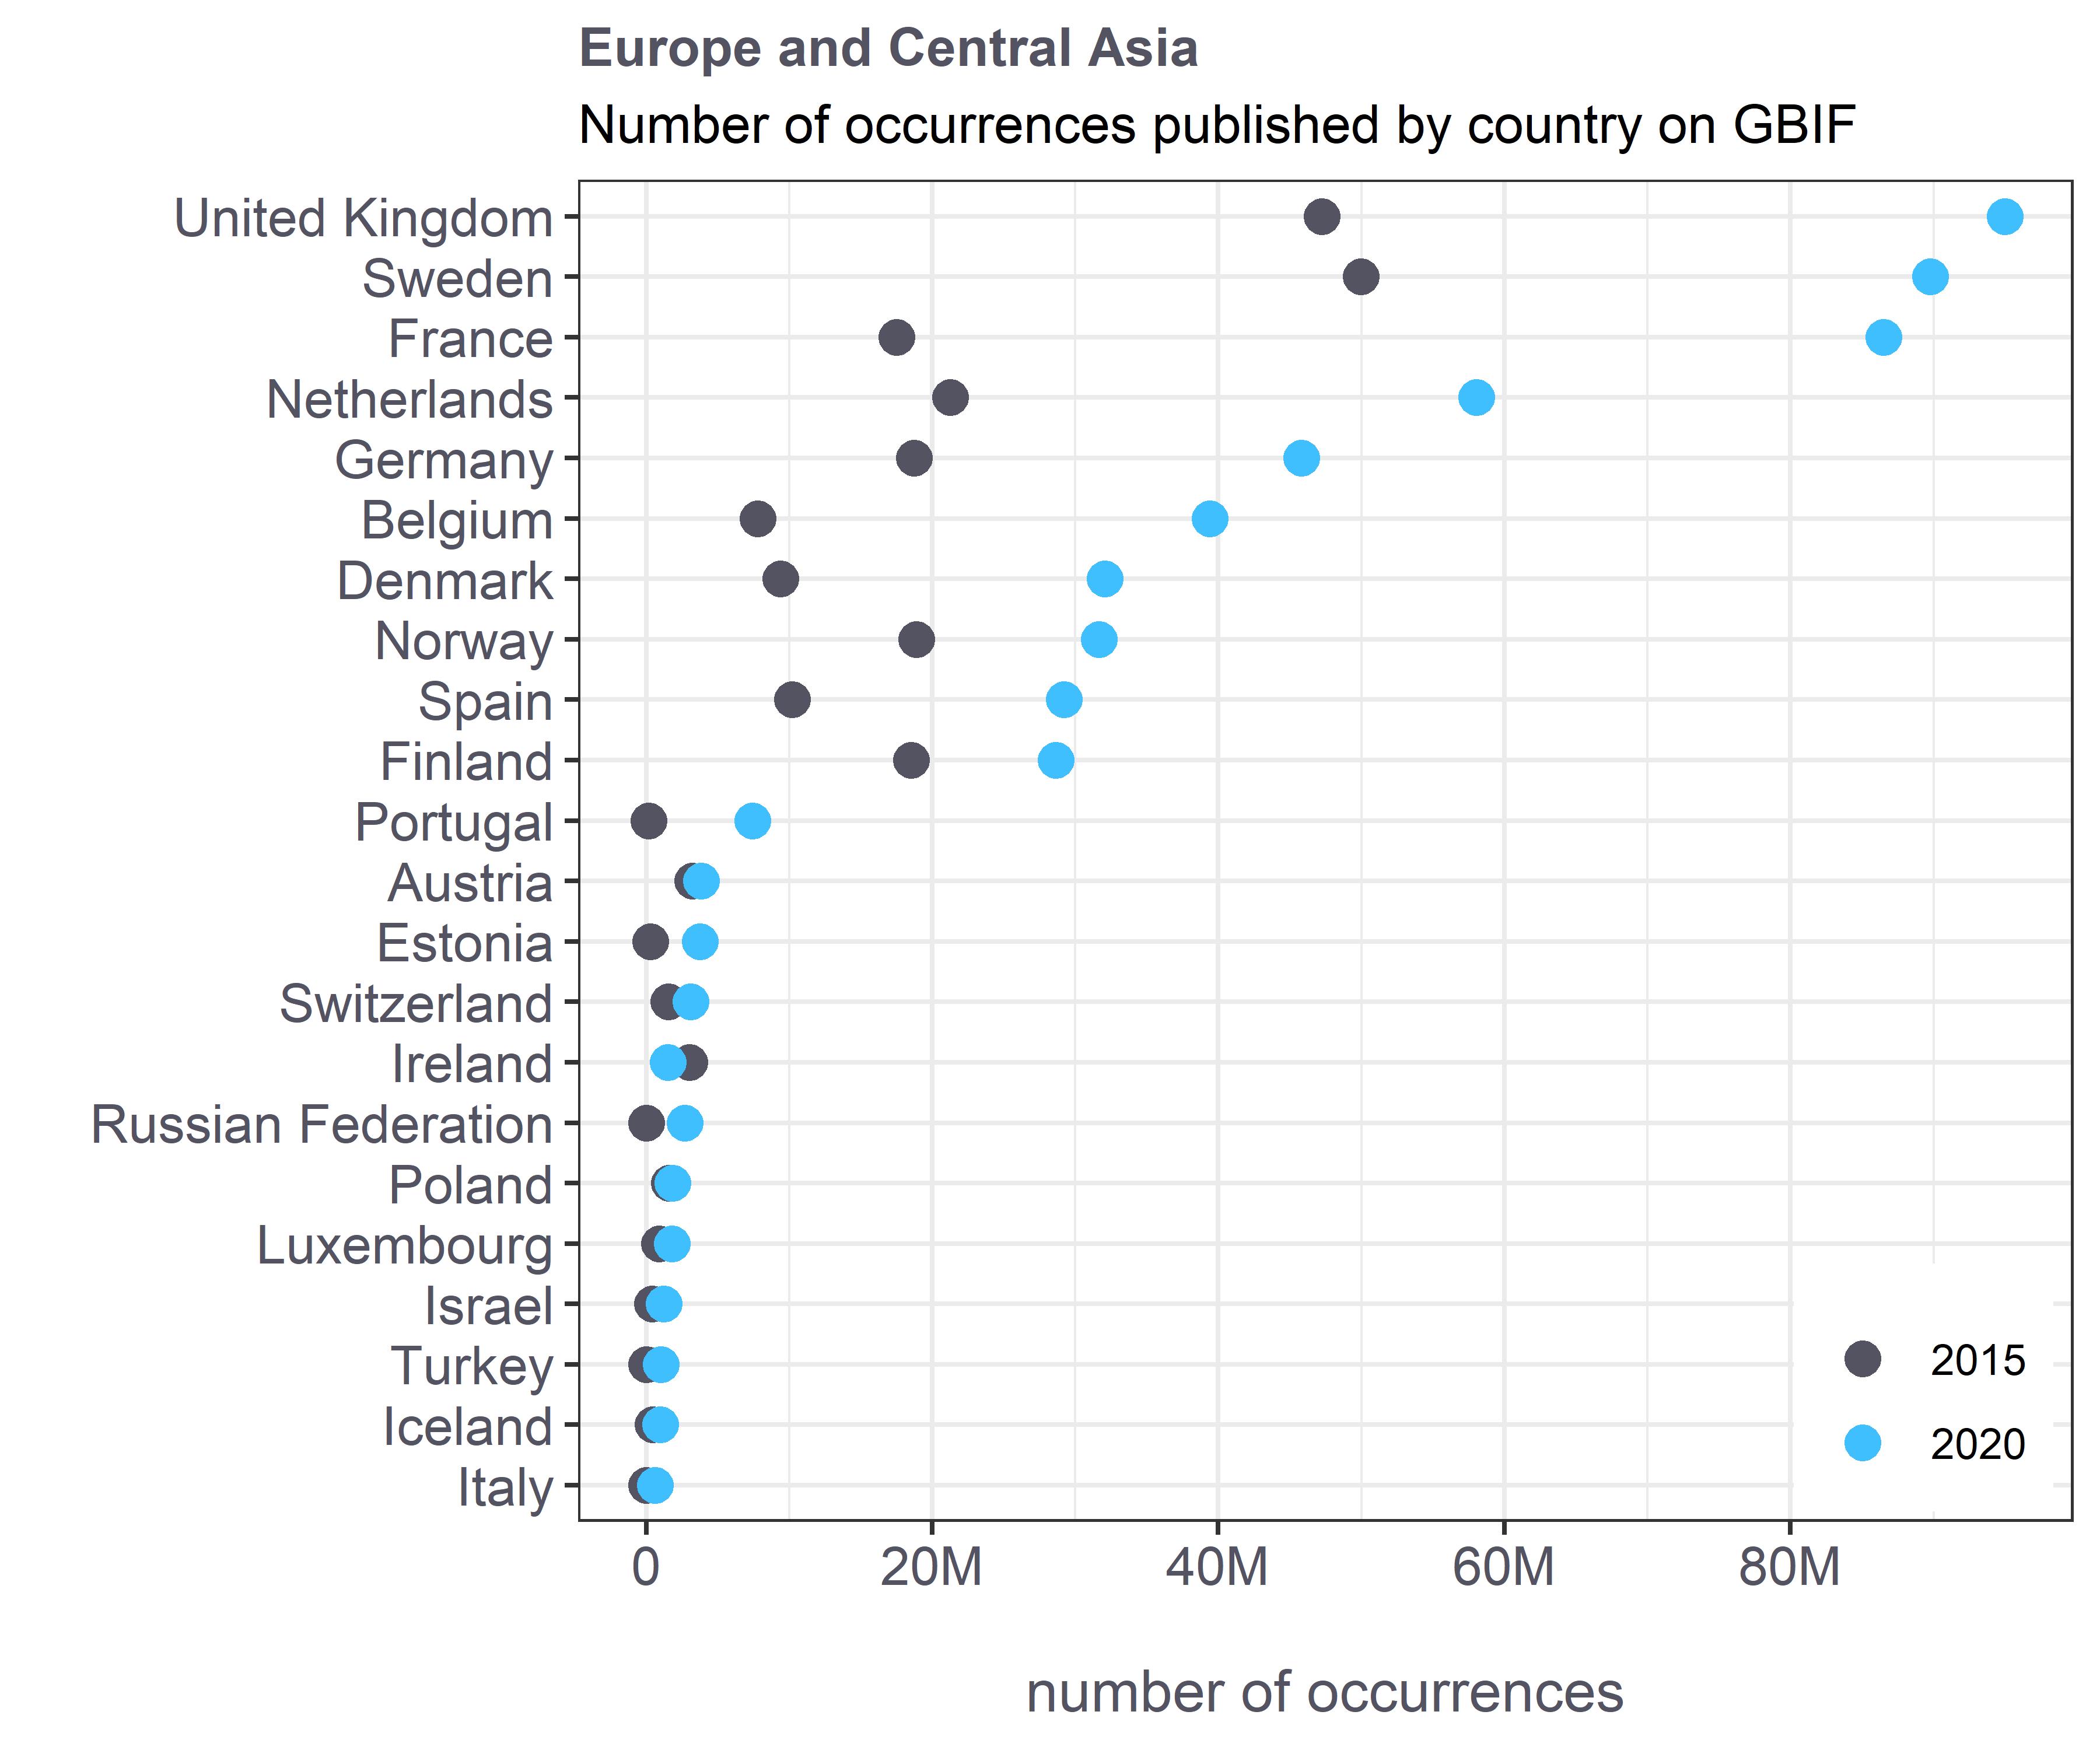 Europe and Central Asia
Number of occurrences published by country on GBIF
United Kingdom
Sweden
France
Netherlands
Germany
Belgium
Denmark
Norway
Spain
Finland
Portugal
Austria
Estonia
Switzerland
Ireland
Russian Federation
Poland
Luxembourg
Israel
Turkey
Iceland
Italy
2015
2020
0 20M 40M 60M 80M
number of occurrences